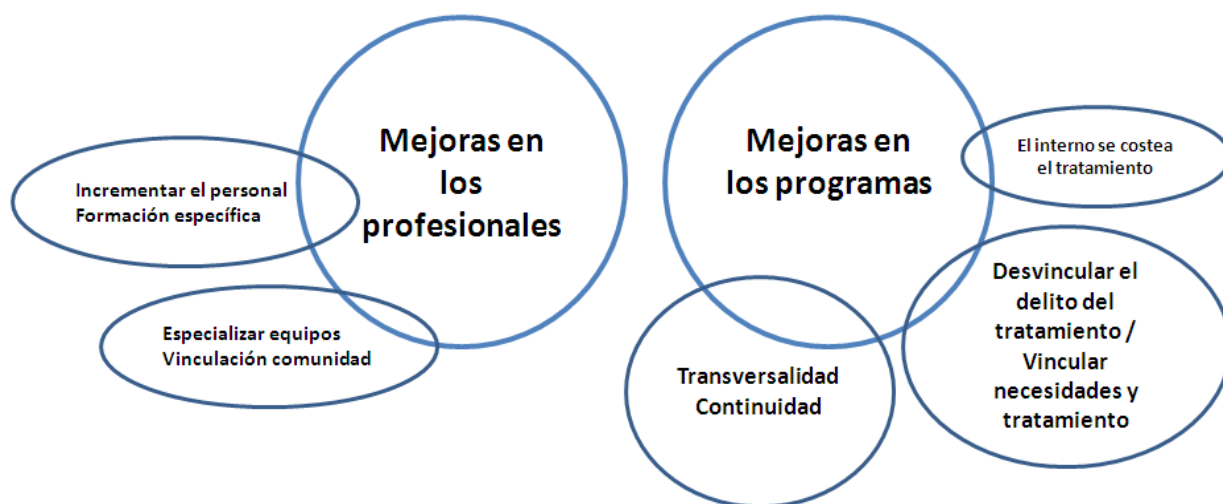 Mejoras en
los
profesionales
Incrementar el personal
Formación específica
Especializar equipos
Vinculación comunidad
Mejoras en
los programas
El interno se costea
el tratamiento
Desvincular el
delito del
tratamiento /
Vincular
necesidades y
tratamiento
Transversalidad
Continuidad